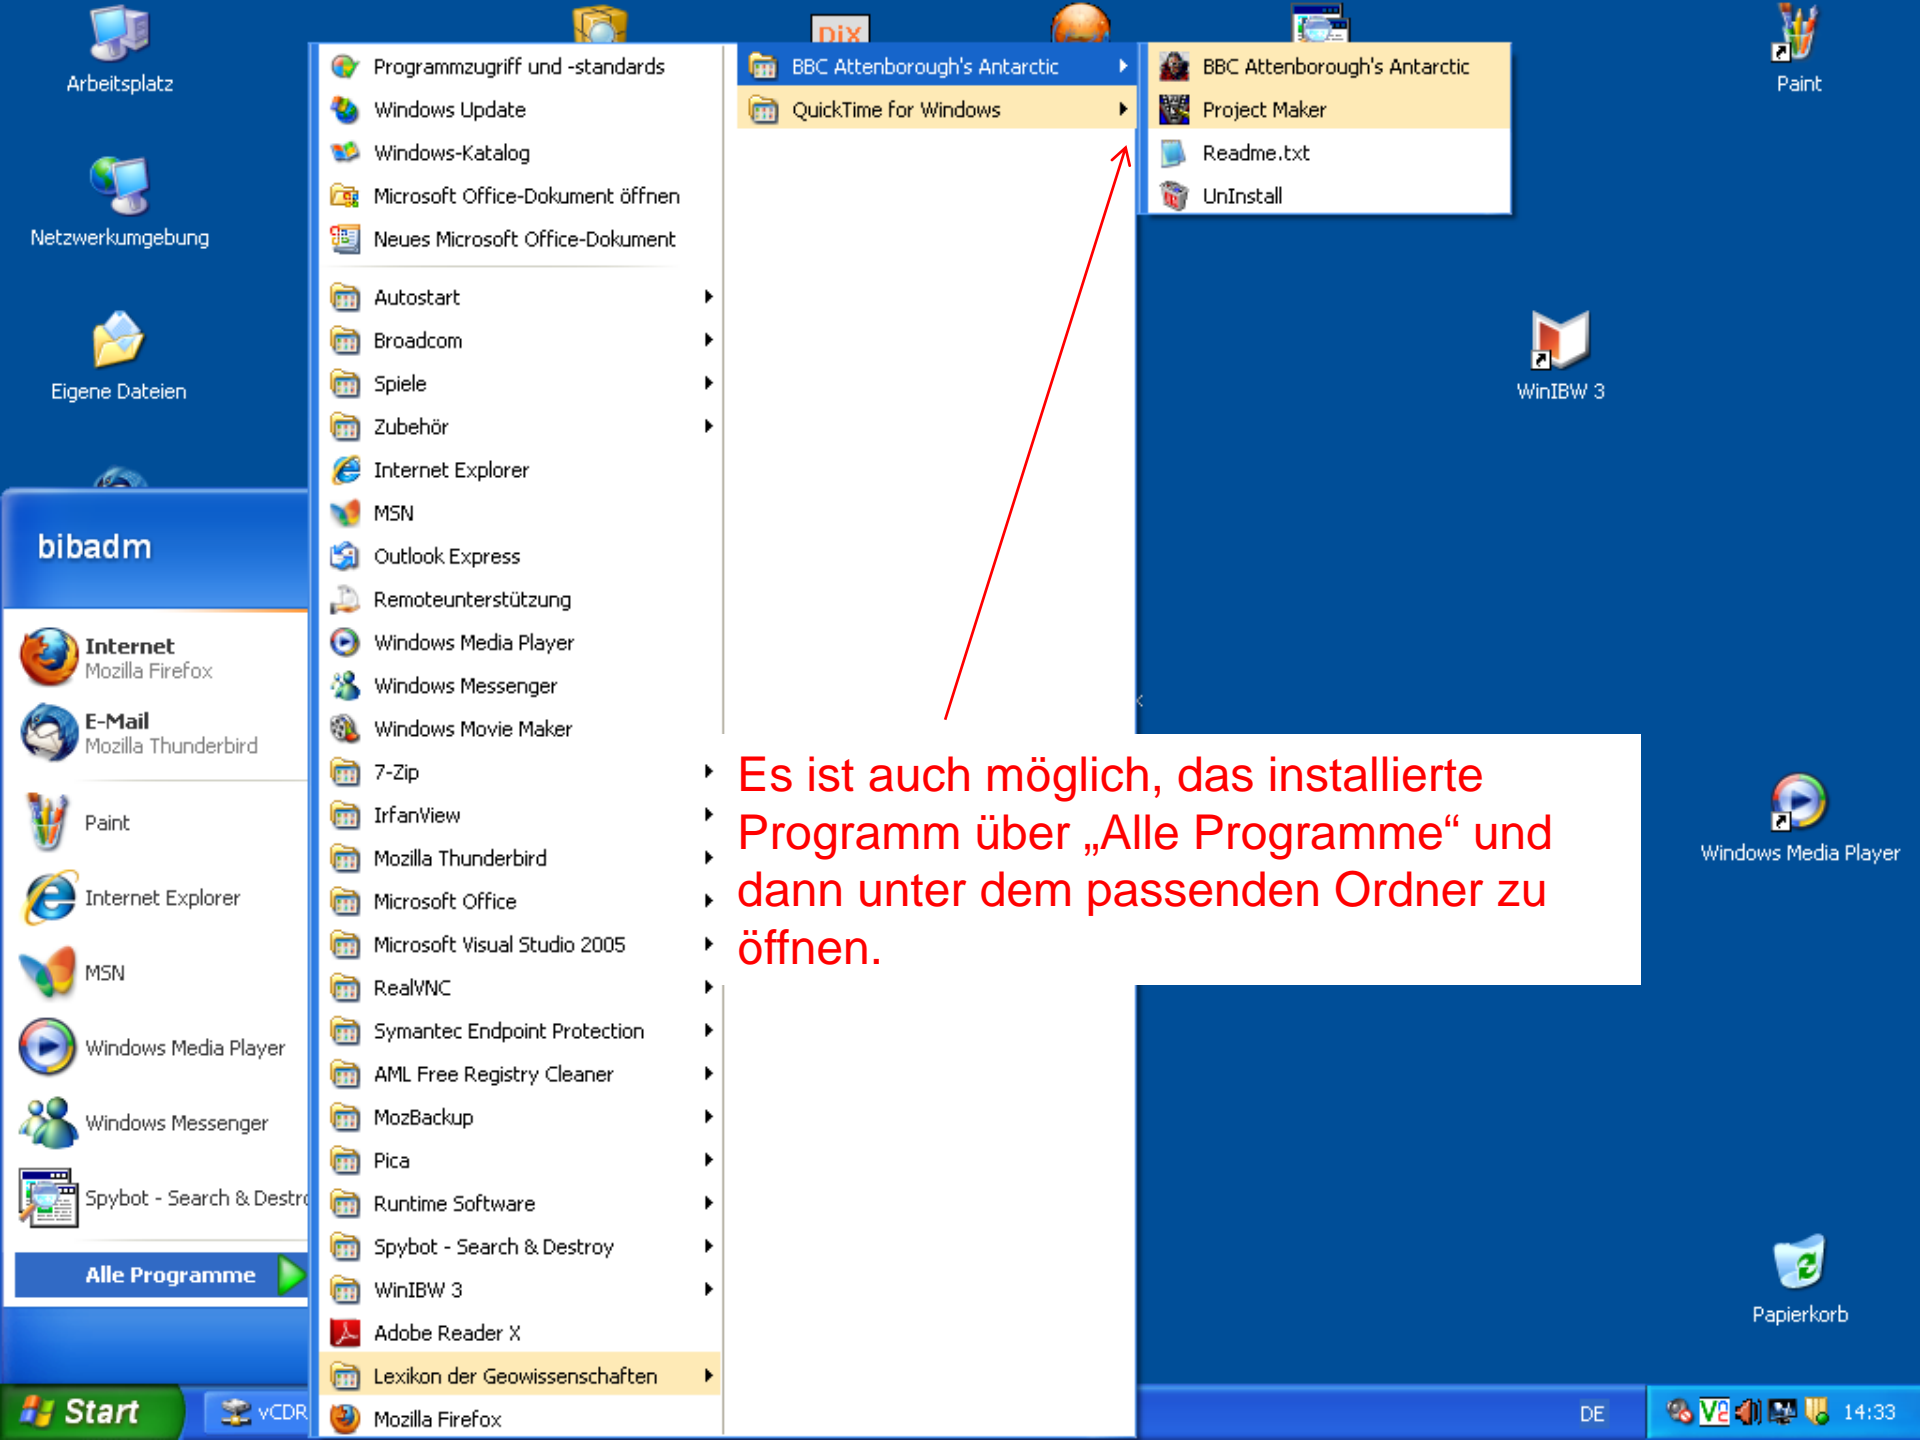 Arbeitsplatz
Netzwerkumgebung
Eigene Dateien
DIX
Paint
WinIBW 3
Windows Media Player
Papierkorb
bibadm
Internet
Mozilla Firefox
E-Mail
Mozilla Thunderbird
Paint
Internet Explorer
MSN
Windows Media Player
Windows Messenger
Spybot - Search & Destro
Alle Programme
Programmzugriff und -standards
Windows Update
Windows-Katalog
Microsoft Office-Dokument öffnen
Neues Microsoft Office-Dokument
Autostart
Broadcom
Spiele
Zubehör
Internet Explorer
MSN
Outlook Express
Remoteunterstützung
Windows Media Player
Windows Messenger
Windows Movie Maker
7-Zip
IrfanView
Mozilla Thunderbird
Microsoft Office
Microsoft Visual Studio 2005
RealVNC
Symantec Endpoint Protection
AML Free Registry Cleaner
MozBackup
Pica
Runtime Software
Spybot - Search & Destroy
WinIBW 3
Adobe Reader X
Lexikon der Geowissenschaften
Mozilla Firefox
BBC Attenborough's Antarctic
QuickTime for Windows
BBC Attenborough's Antarctic
Project Maker
Readme.txt
UnInstall
Es ist auch möglich, das installierte
Programm über „Alle Programme“ und
dann unter dem passenden Ordner zu
öffnen.
Start
vCDR
DE
14:33